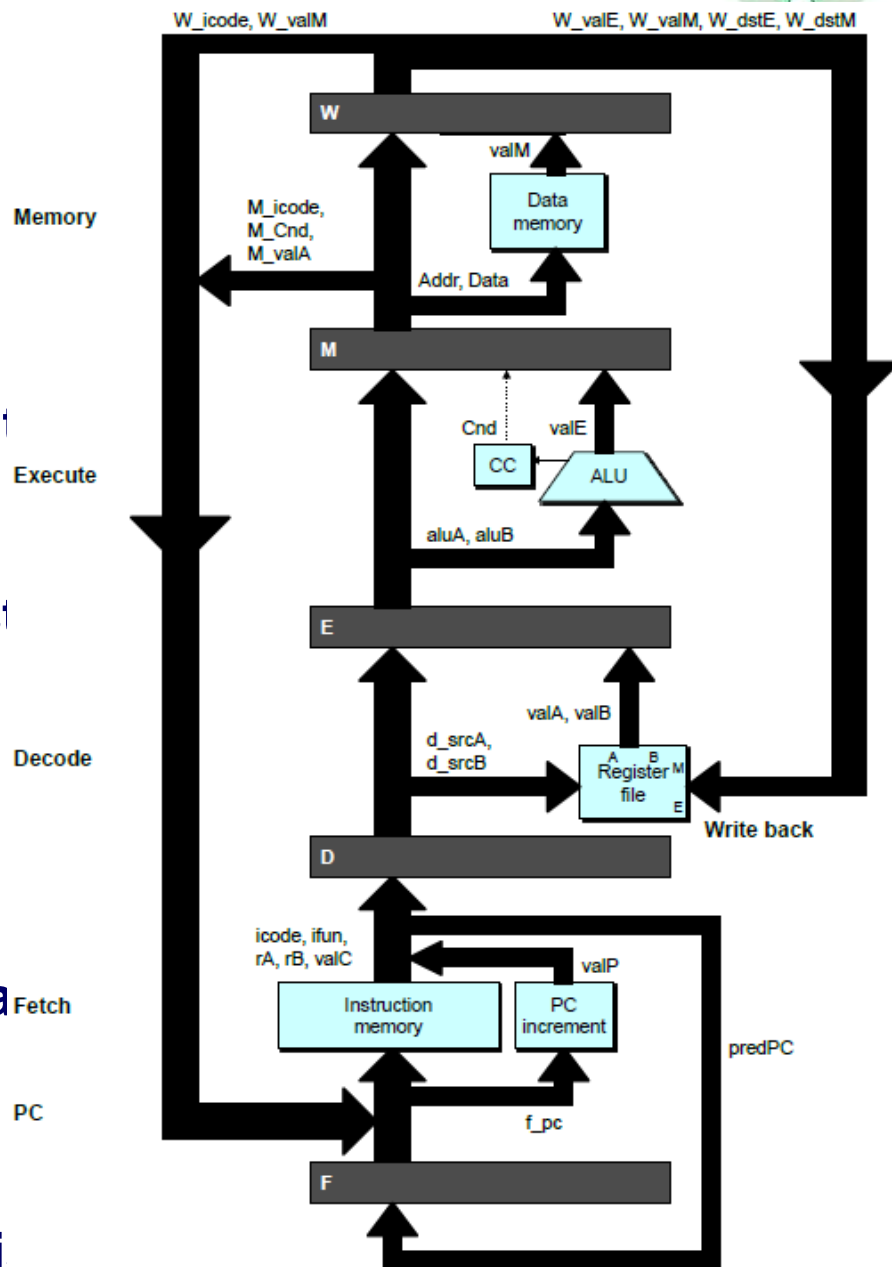 W_icode, W_valM
W_valE, W_valM, W_dstE, W_dstM
W
valM
Data
memory
Memory
M_icode,
M_Cnd,
M_valA
Addr, Data
M
Cnd
valE
CC
ALU
Execute
aluA, aluB
E
valA, valB
d_srcA,
d_srcB
Decode
A B
Register M
file
E
Write back
D
icode, ifun,
rA, rB, valC
valP
Fetch
Instruction
memory
PC
increment
predPC
PC
f_pc
F